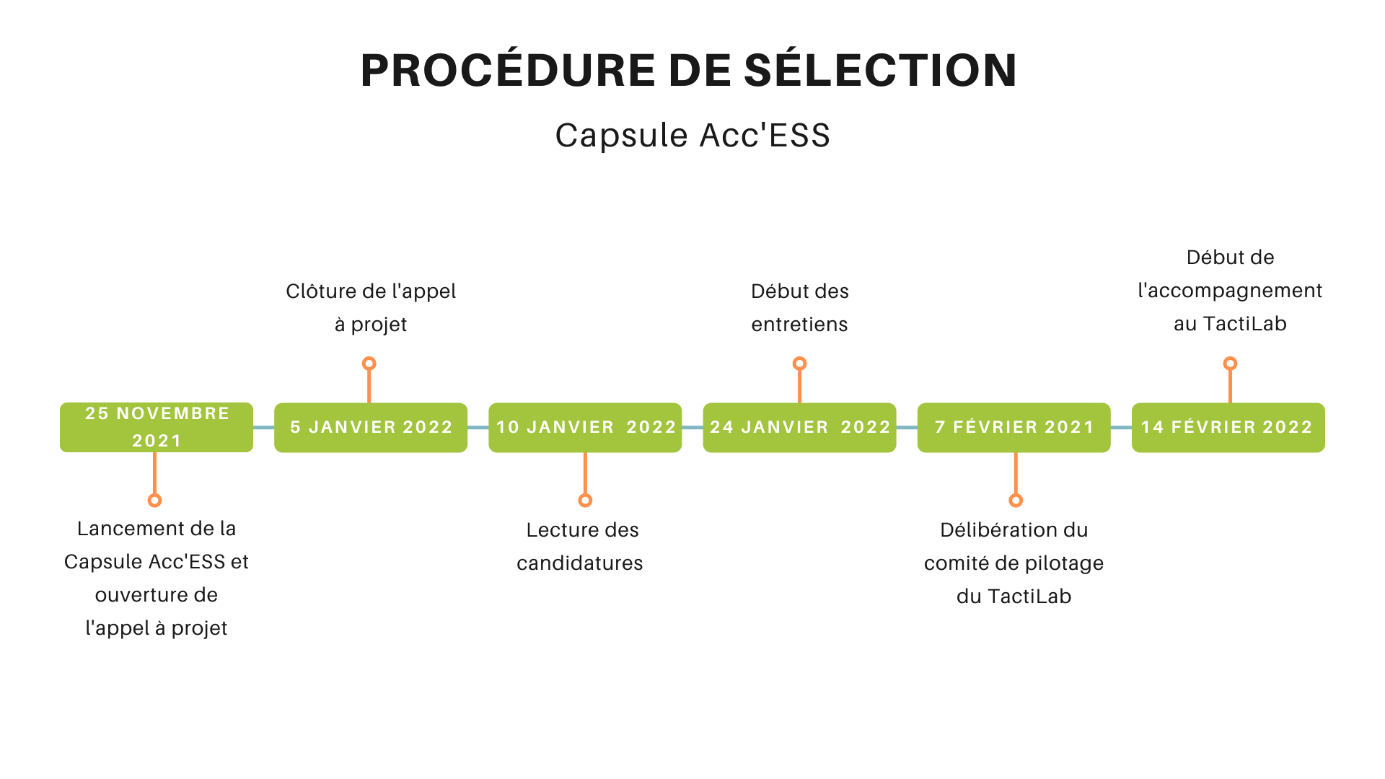 PROCÉDURE DE SÉLECTION
Capsule Acc'ESS
25 NOVEMBRE
2021
Lancement de la
Capsule Acc'ESS et
ouverture de
l'appel à projet
Clôture de l'appel
à projet
5 JANVIER 2022
10 JANVIER 2022
Lecture des
candidatures
Début des
entretiens
24 JANVIER 2022
7 FÉVRIER 2021
Délibération du
comité de pilotage
du TactiLab
Début de
l'accompagnement
au TactiLab
14 FÉVRIER 2022